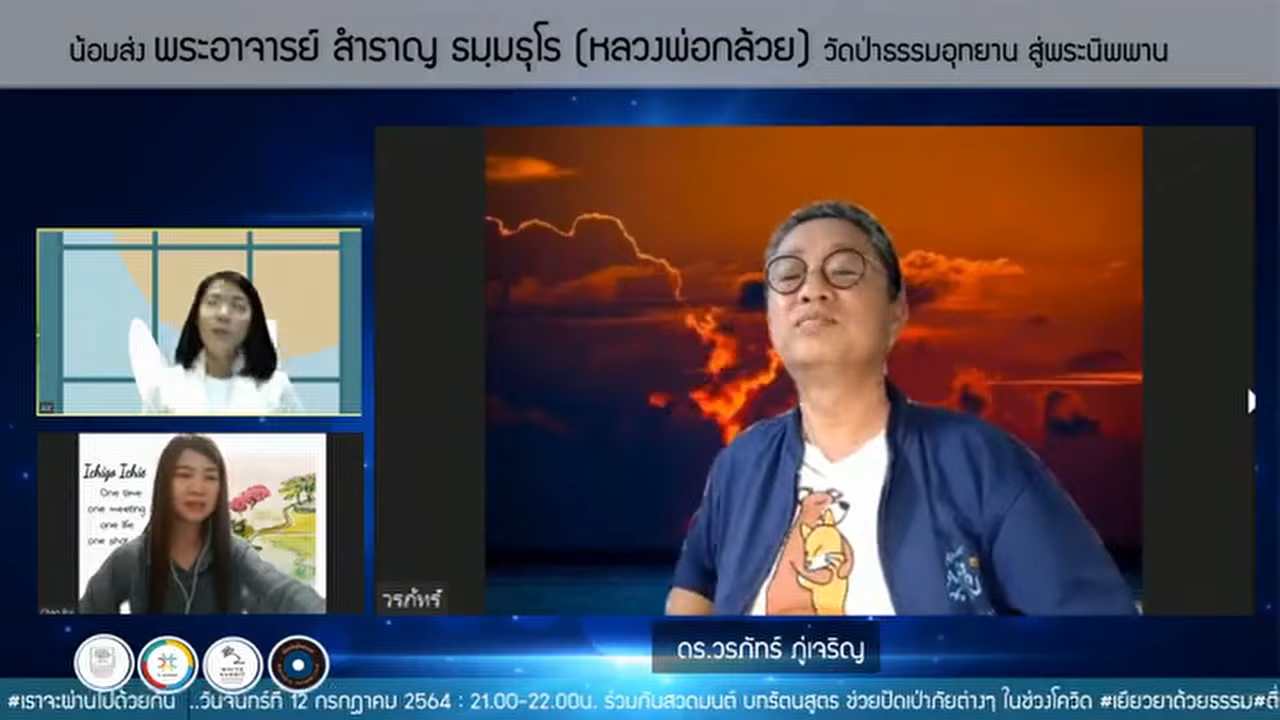 น้อมส่ง พระอาจารย์ สำราญ ธมฺมธุโร (หลวงพ่อกล้วย) วัดป่าธรรมอุทยาน สู่พระนิพพาน
Ichigo Ichie
One time
one meeting
one life
one shot
วรภัทร์
ดร.วรภัทร์ ภู่เจริญ
WHITE
#เราจะผ่านไปด้วยกัน ..วันจันทร์ที่ 12 กรกฎาคม 2564 : 21.00-22.00น. ร่วมกันสวดมนต์ บทรัตนสูตร ช่วยปัดเป่าภัยต่างๆ ในช่วงโควิด #เยียวยาด้วยธรรม#ตื